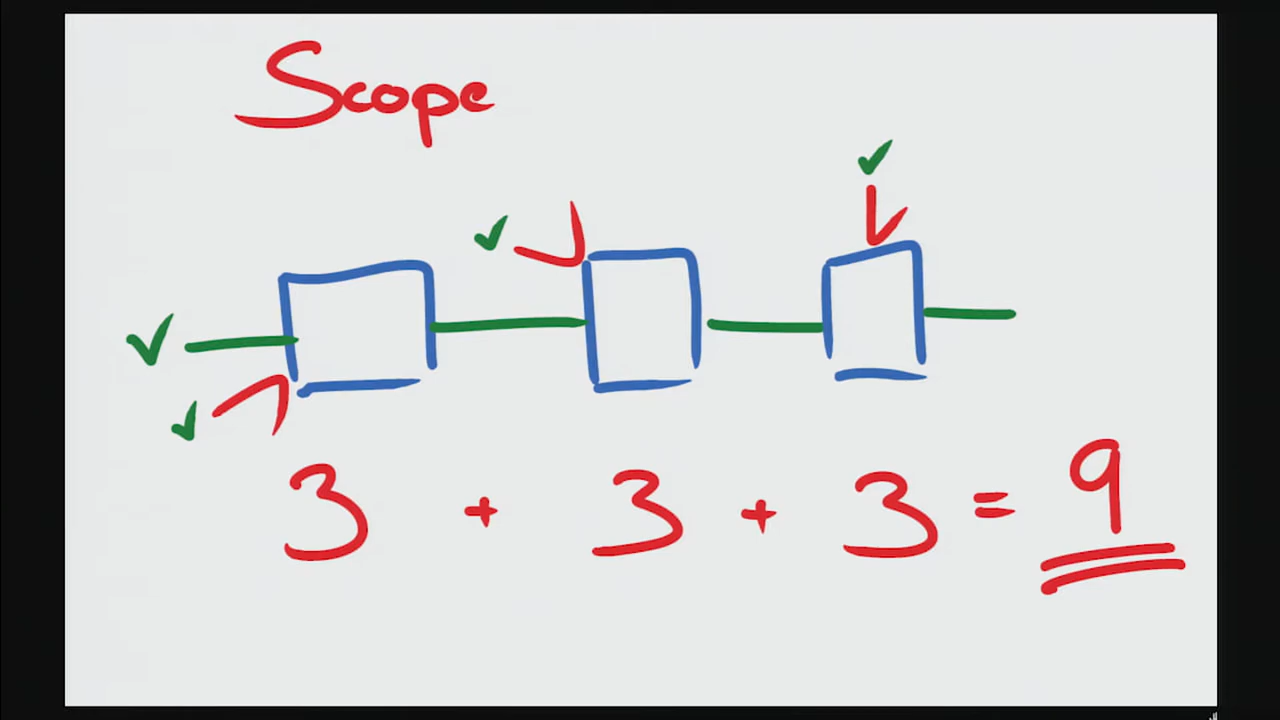 Scope
3 + 3 + 3 = 9